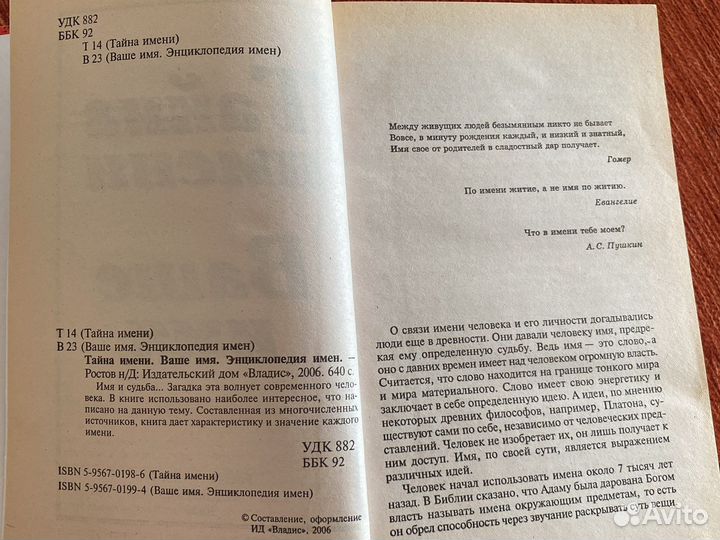 УДК 882
ББК 92
Т 14 (Тайна имени)
В 23 (Ваше имя. Энциклопедия имен)
Т 14 (Тайна имени)
В 23 (Ваше имя. Энциклопедия имен)
Тайна имени. Ваше имя. Энциклопедия имен. –
Ростов н/Д: Издательский дом «Владис», 2006. 640 с.
Имя и судьба... Загадка эта волнует современного чело-
века. В книге использовано наиболее интересное, что на-
писано на данную тему. Составленная из многочисленных
источников, книга дает характеристику и значение каждого
имени.
УДК 882
ББК 92
ISBN 5-9567-0198-6 (Тайна имени)
ISBN 5-9567-0199-4 (Ваше имя. Энциклопедия имен)
© Составление, оформление
ИД «Владис», 2006
Между живущих людей безымянным никто не бывает
Вовсе, в минуту рождения каждый, и низкий и знатный,
Имя свое от родителей в сладостный дар получает.
Гомер
По имени житие, а не имя по житию.
Евангелие
Что в имени тебе моем?
А.С. Пушкин
О связи имени человека и его личности догадывались
люди еще в древности. Они давали человеку имя, предре-
кая ему определенную судьбу. Ведь имя — это слово, а
оно с давних времен имеет над человеком огромную власть.
Считается, что слово находится на границе тонкого мира
и мира материального. Слово имеет свою энергетику и
заключает в себе определенную идею. А идеи, по мнению
некоторых древних философов, например, Платона, су-
ществуют сами по себе, независимо от человеческих пред-
ставлений. Человек не изобретает их, он лишь получает к
ним доступ. Имя, по своей сути, является выражением
различных идей.
Человек начал использовать имена около 7 тысяч лет
назад. В Библии сказано, что Адаму была дарована Богом
власть называть имена окружающим предметам, то есть
он обрел способность через звучание раскрывать суть вещи
Avito